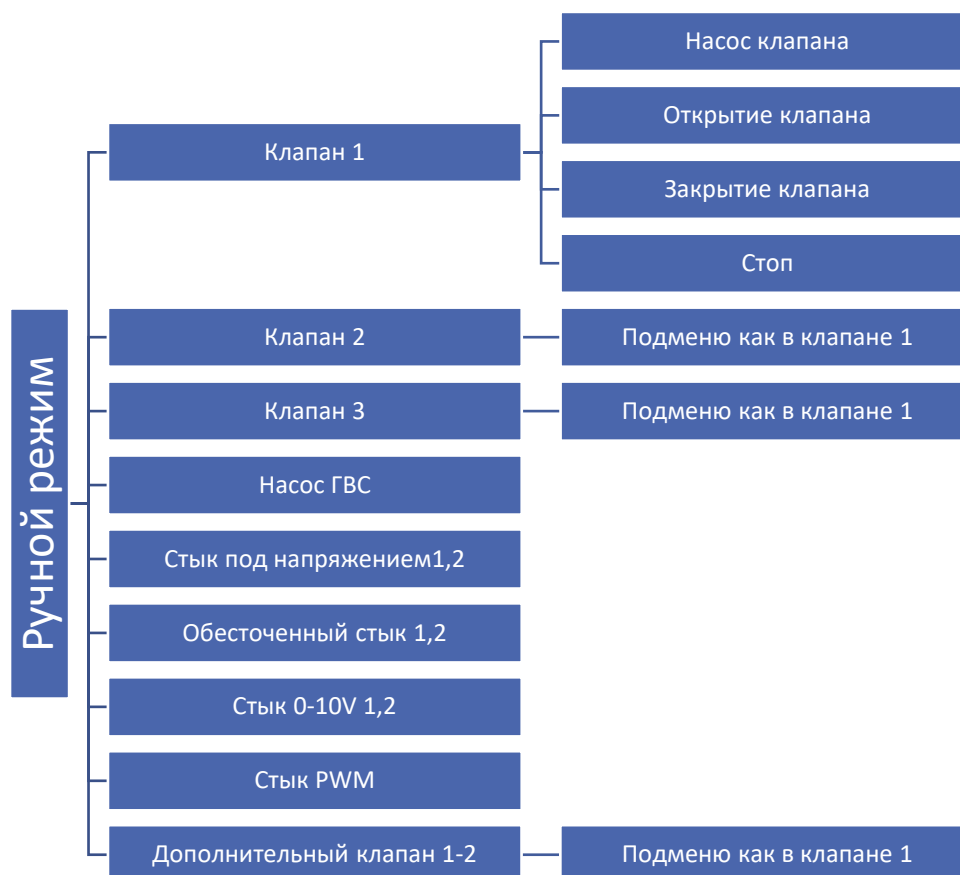 Ручной режим
Клапан 1
Насос клапана
Открытие клапана
Закрытие клапана
Стоп
Клапан 2
Подменю как в клапане 1
Клапан 3
Подменю как в клапане 1
Насос ГВС
Стык под напряжением1,2
Обесточенный стык 1,2
Стык 0-10V 1,2
Стык PWM
Дополнительный клапан 1-2
Подменю как в клапане 1